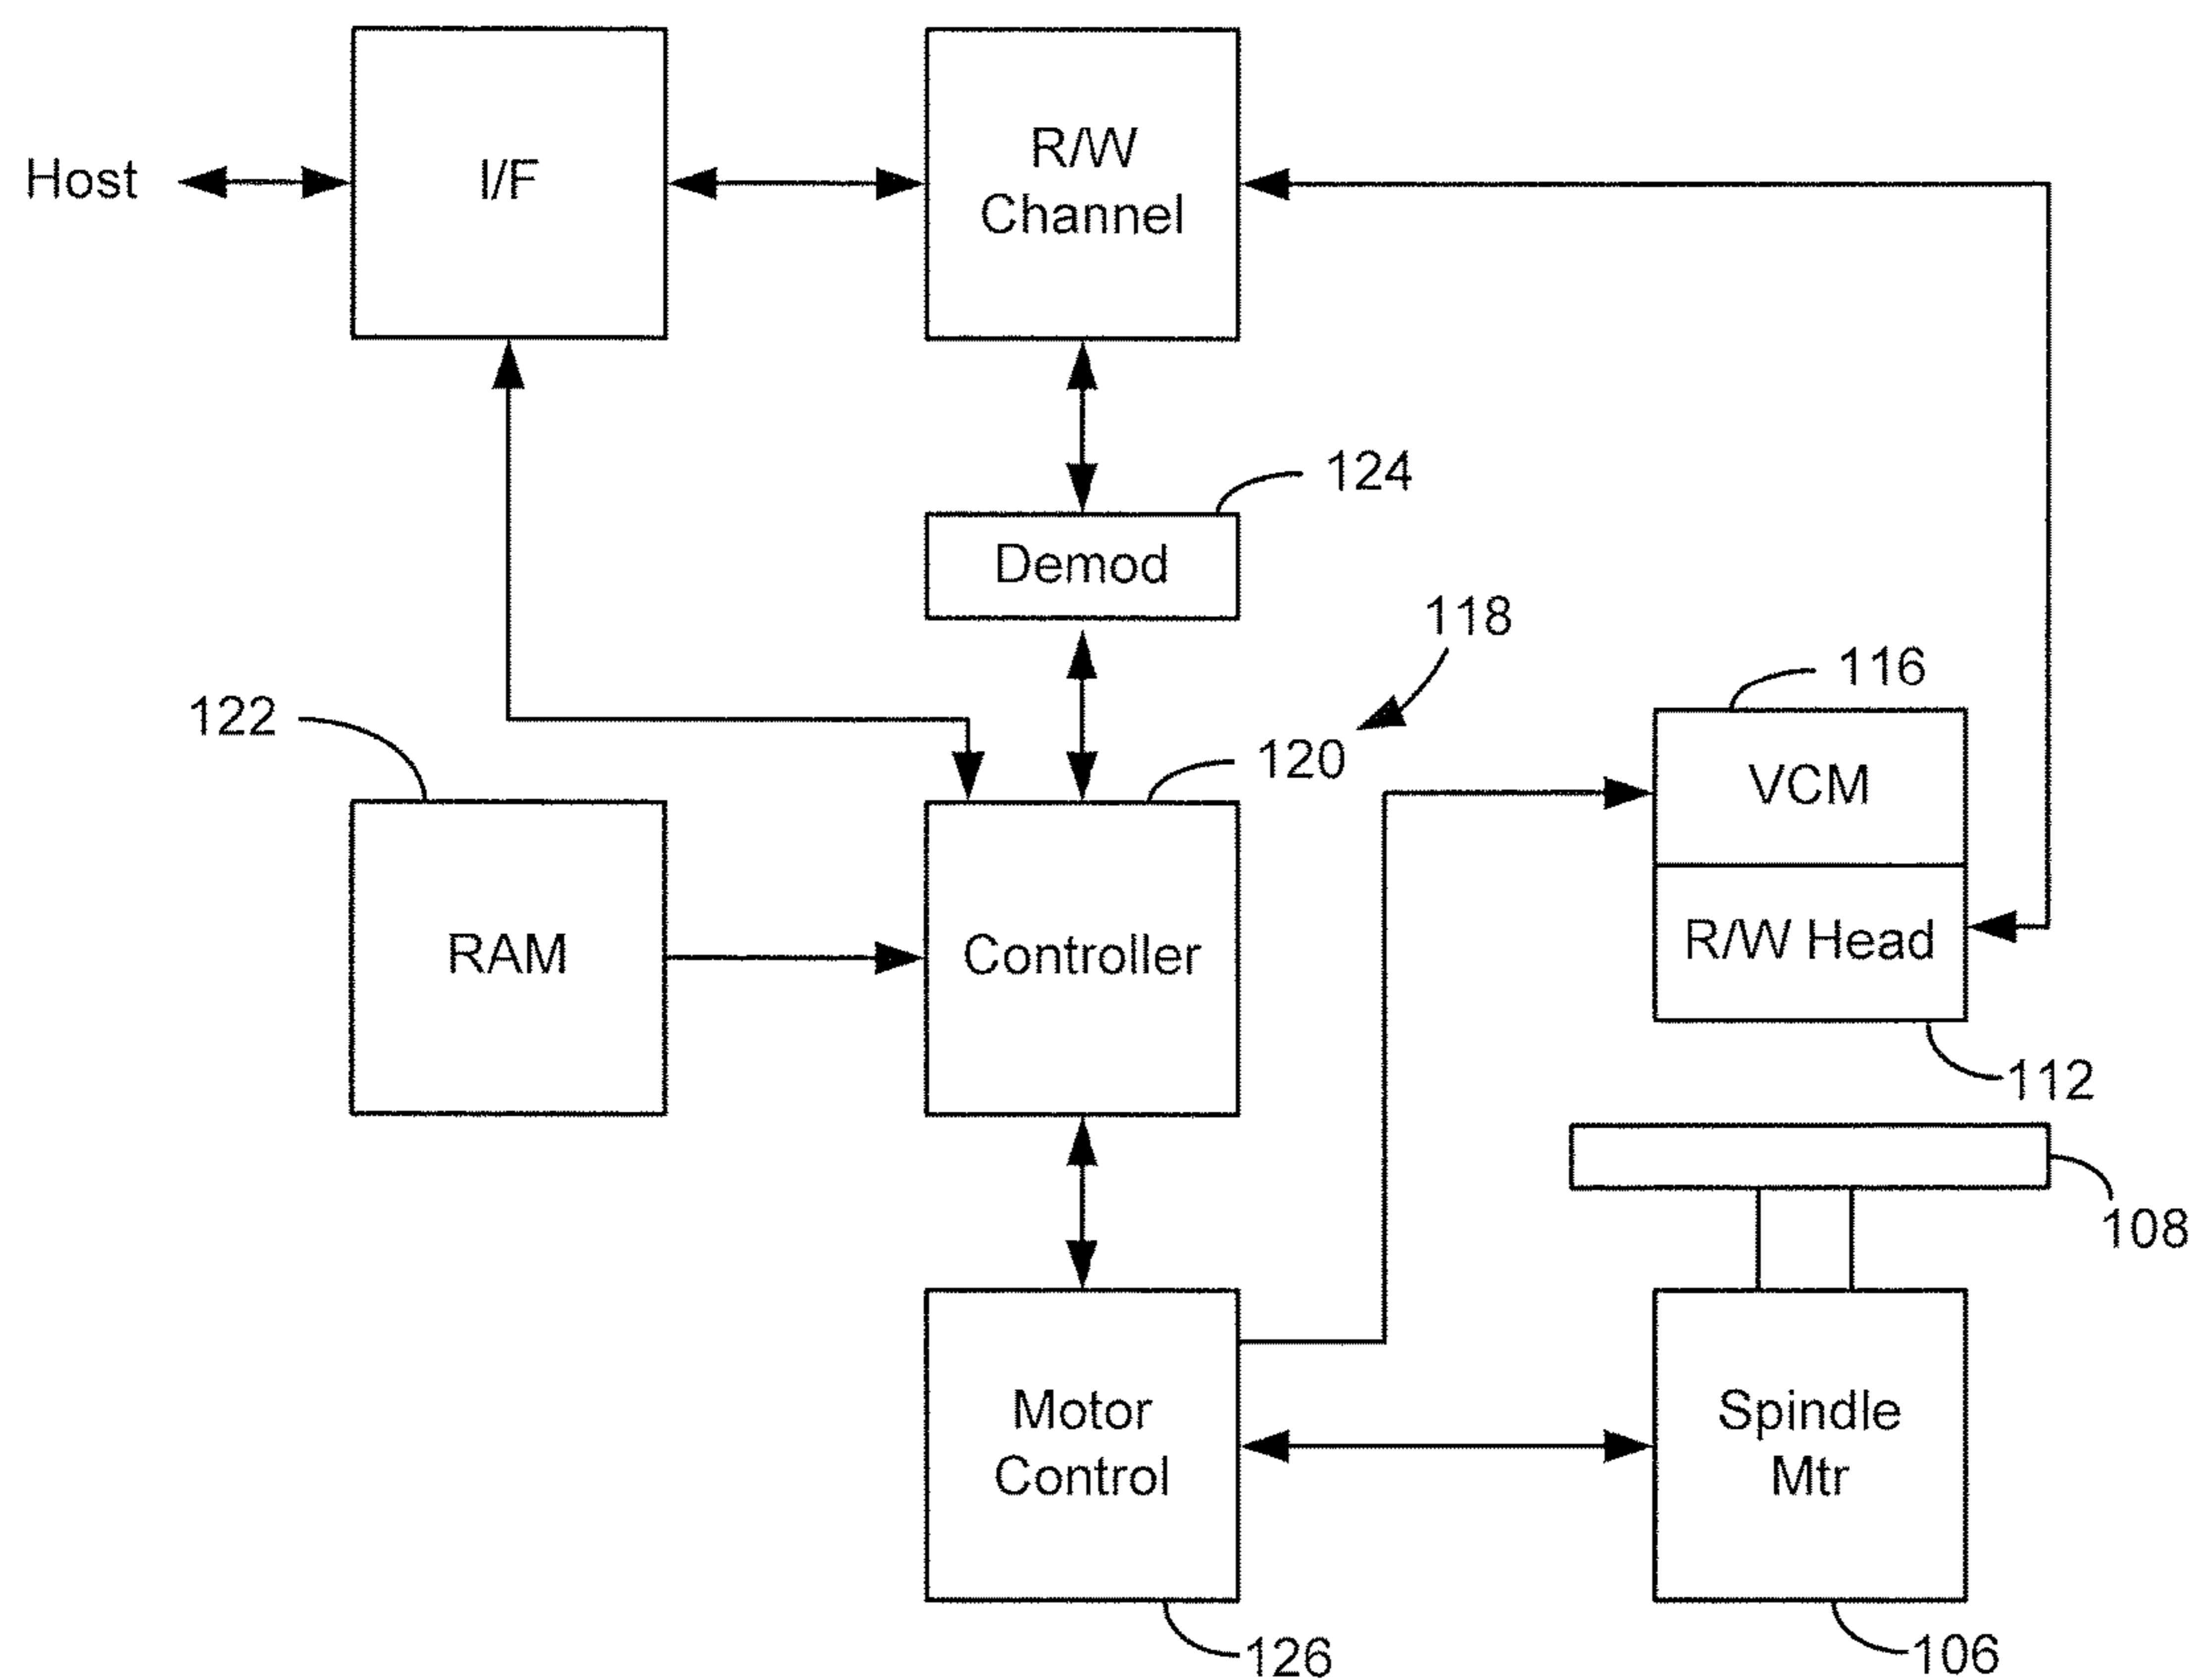 Host
I/F
R/W
Channel
124
Demod
118
116
122
120
VCM
RAM
Controller
R/W Head
112
108
Motor
Control
Spindle
Mtr
126
106